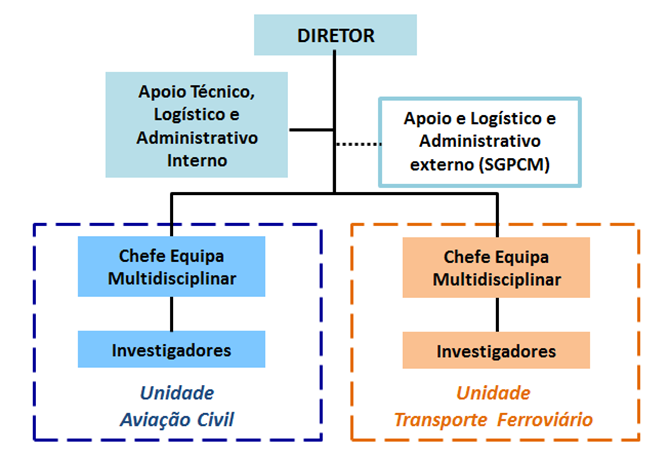 DIRETOR
Apoio Técnico,
Logístico e
Administrativo
Interno
Apoio e Logístico e
Administrativo
externo (SGPCM)
Chefe Equipa
Multidisciplinar
Investigadores
Unidade
Aviação Civil
Chefe Equipa
Multidisciplinar
Investigadores
Unidade
Transporte Ferroviário